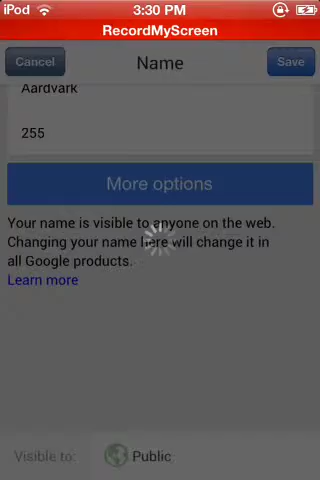 iPod 3:30 PM
RecordMyScreen
Cancel Name Save
Aardvark
255
More options
Your name is visible to anyone on the web.
Changing your name here will change it in
all Google products.
Learn more
Visible to: Public